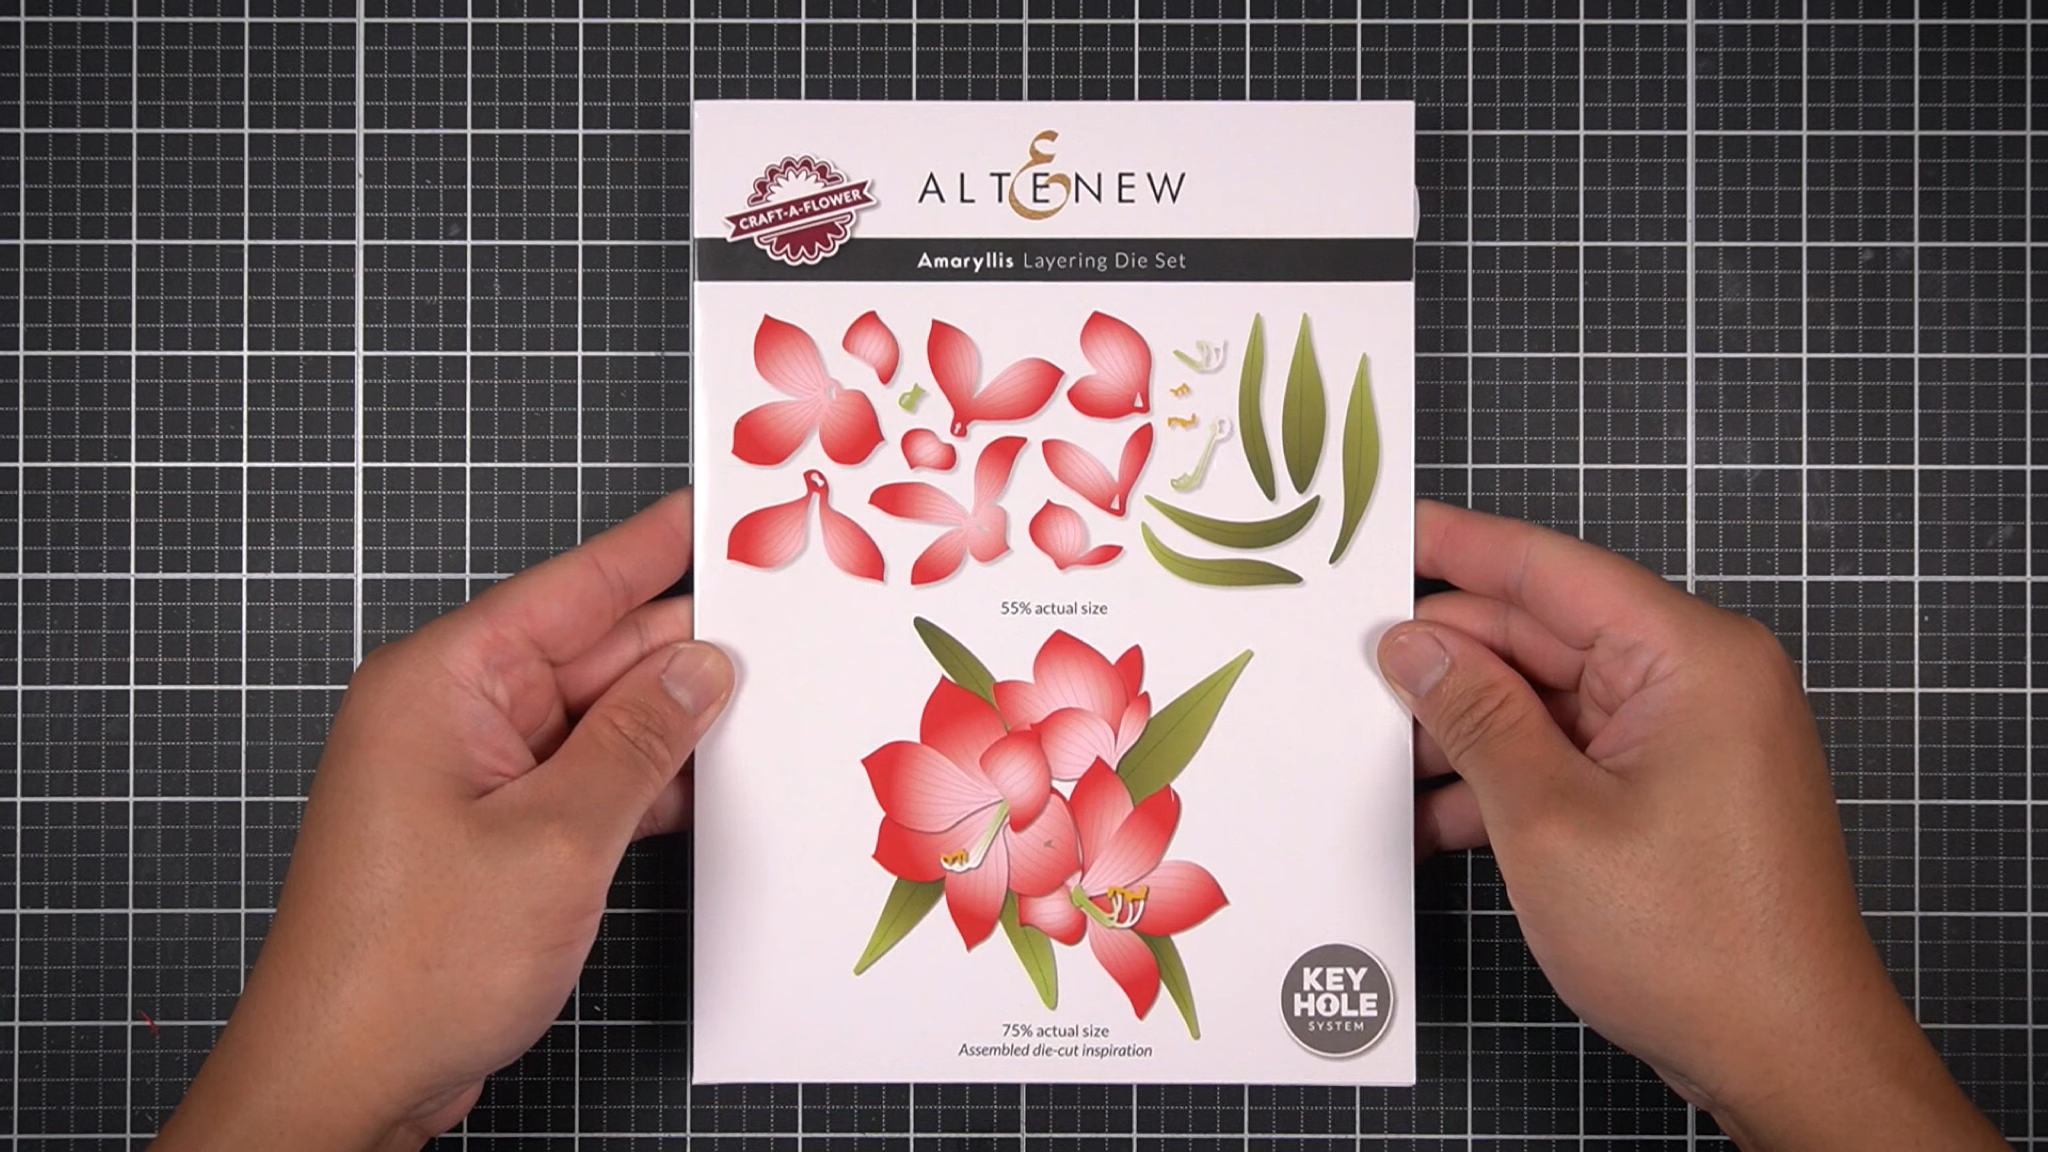 CRAFT-A-FLOWER
ALTENEW
Amaryllis Layering Die Set
55% actual size
75% actual size
Assembled die-cut inspiration
KEY
HOLE
SYSTEM